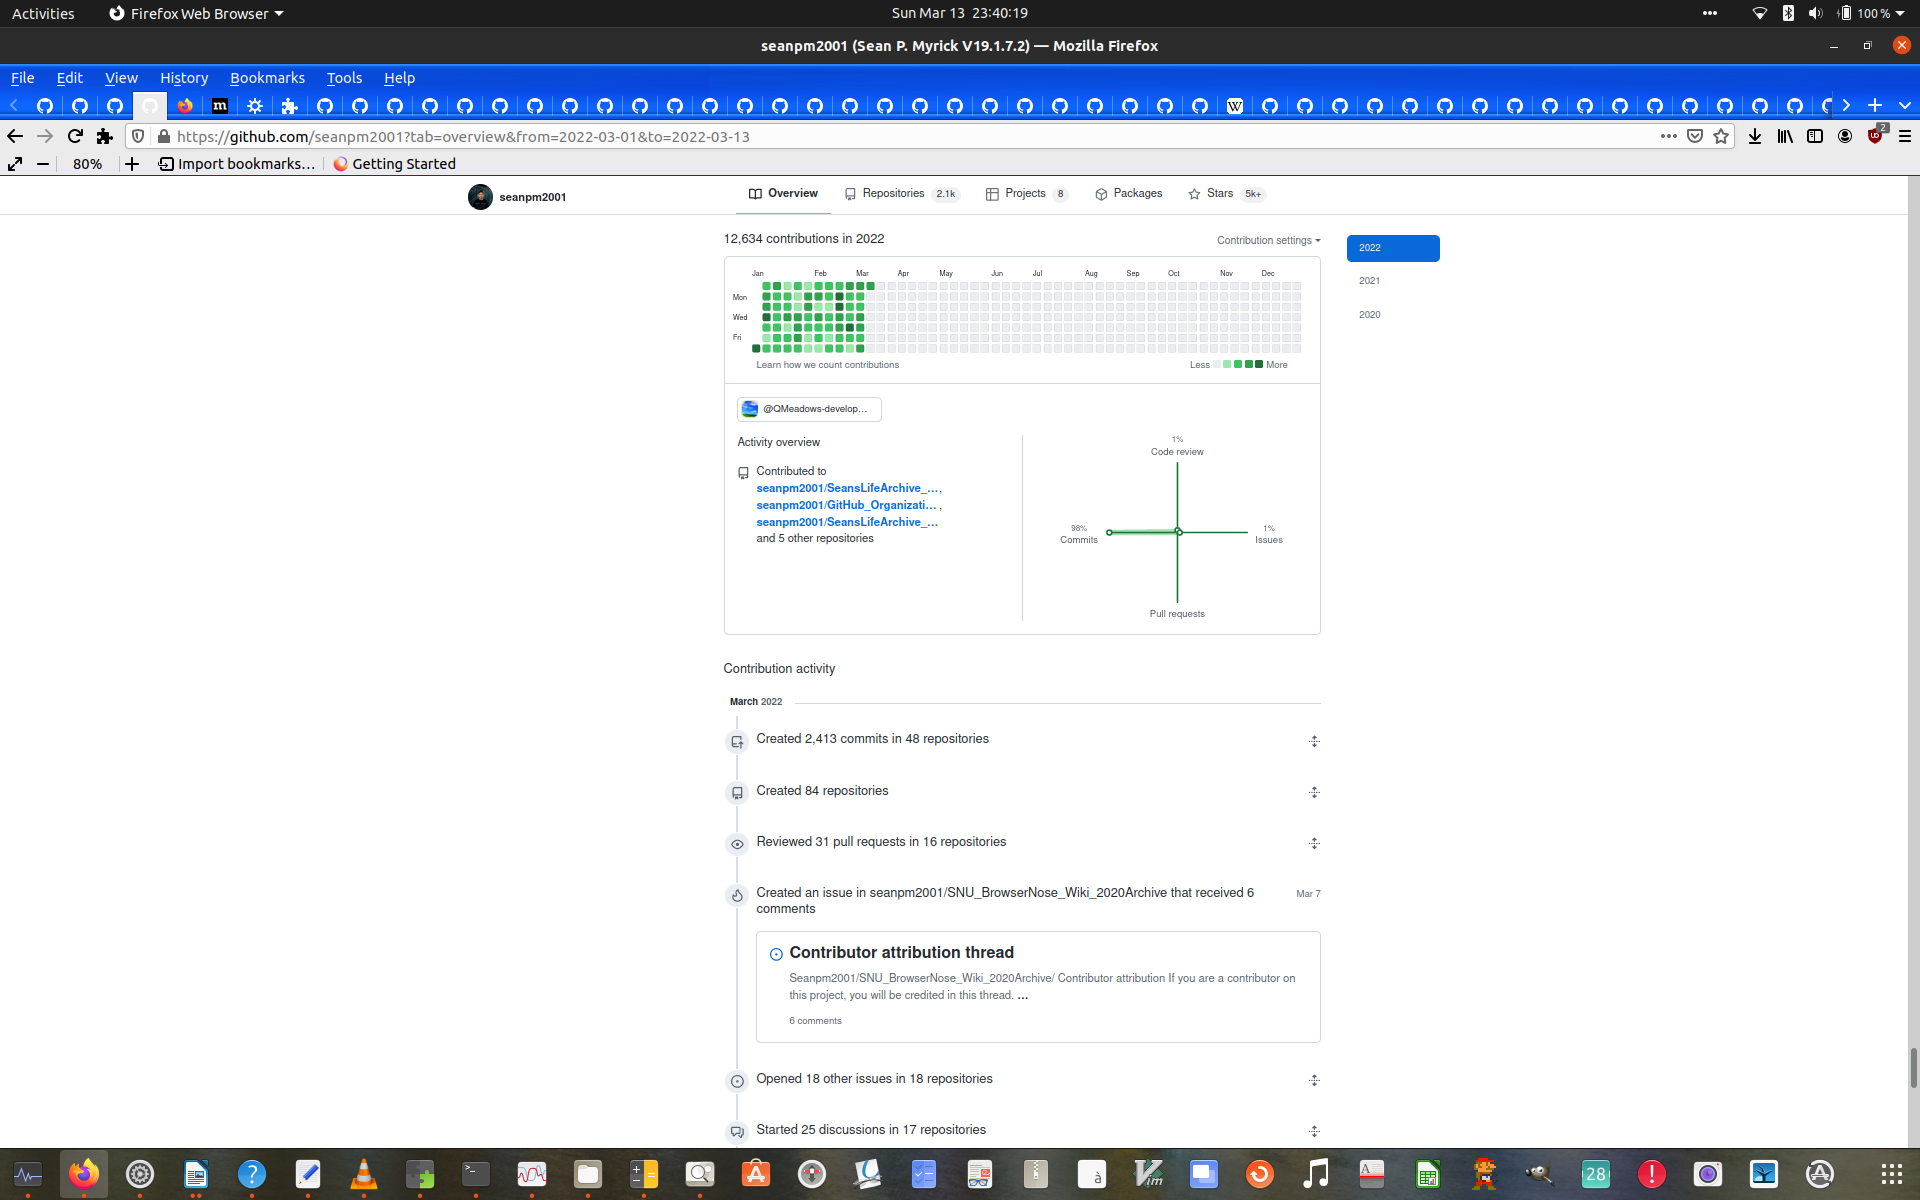 Activities Firefox Web Browser Sun Mar 13 23:40:19 100 %
seanpm2001 (Sean P. Myrick V19.1.7.2) — Mozilla Firefox
File Edit View History Bookmarks Tools Help
https://github.com/seanpm2001?tab=overview&from=2022-03-01&to=2022-03-13 2
80% Import bookmarks… Getting Started
seanpm2001 Overview Repositories 2.1k Projects 8 Packages Stars 5k+
12,634 contributions in 2022 Contribution settings 2022
Jan Feb Mar Apr May Jun Jul Aug Sep Oct Nov Dec
2021
Mon
Wed
2020
Fri
Learn how we count contributions Less More
@QMeadows-develop…
Activity overview
1%
Code review
Contributed to
seanpm2001/SeansLifeArchive_… ,
seanpm2001/GitHub_Organizati… ,
seanpm2001/SeansLifeArchive_…
and 5 other repositories
98%
Commits
1%
Issues
Pull requests
Contribution activity
March 2022
Created 2,413 commits in 48 repositories
Created 84 repositories
Reviewed 31 pull requests in 16 repositories
Created an issue in seanpm2001/SNU_BrowserNose_Wiki_2020Archive that received 6 Mar 7
comments
Contributor attribution thread
Seanpm2001/SNU_BrowserNose_Wiki_2020Archive/ Contributor attribution If you are a contributor on
this project, you will be credited in this thread. …
6 comments
Opened 18 other issues in 18 repositories
Started 25 discussions in 17 repositories
28